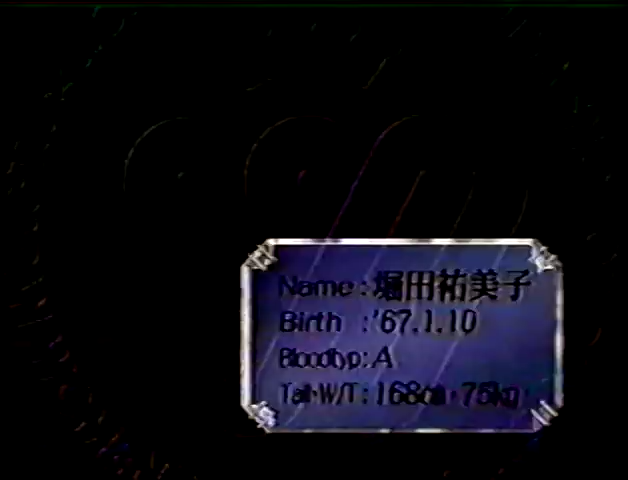 Name:堀田祐美子
Birth :'67.1.10
Bloodtyp:A
Tall·W/T:168cm·75kg